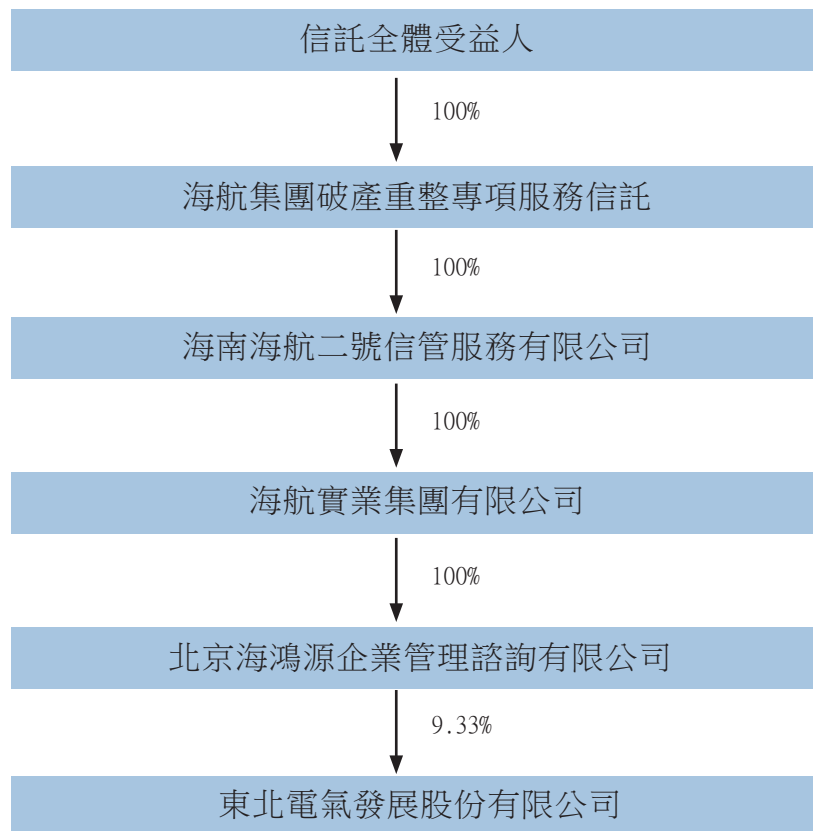 信託全體受益人
100%
海航集團破產重整專項服務信託
100%
海南海航二號信管服務有限公司
100%
海航實業集團有限公司
100%
北京海鴻源企業管理諮詢有限公司
9.33%
東北電氣發展股份有限公司